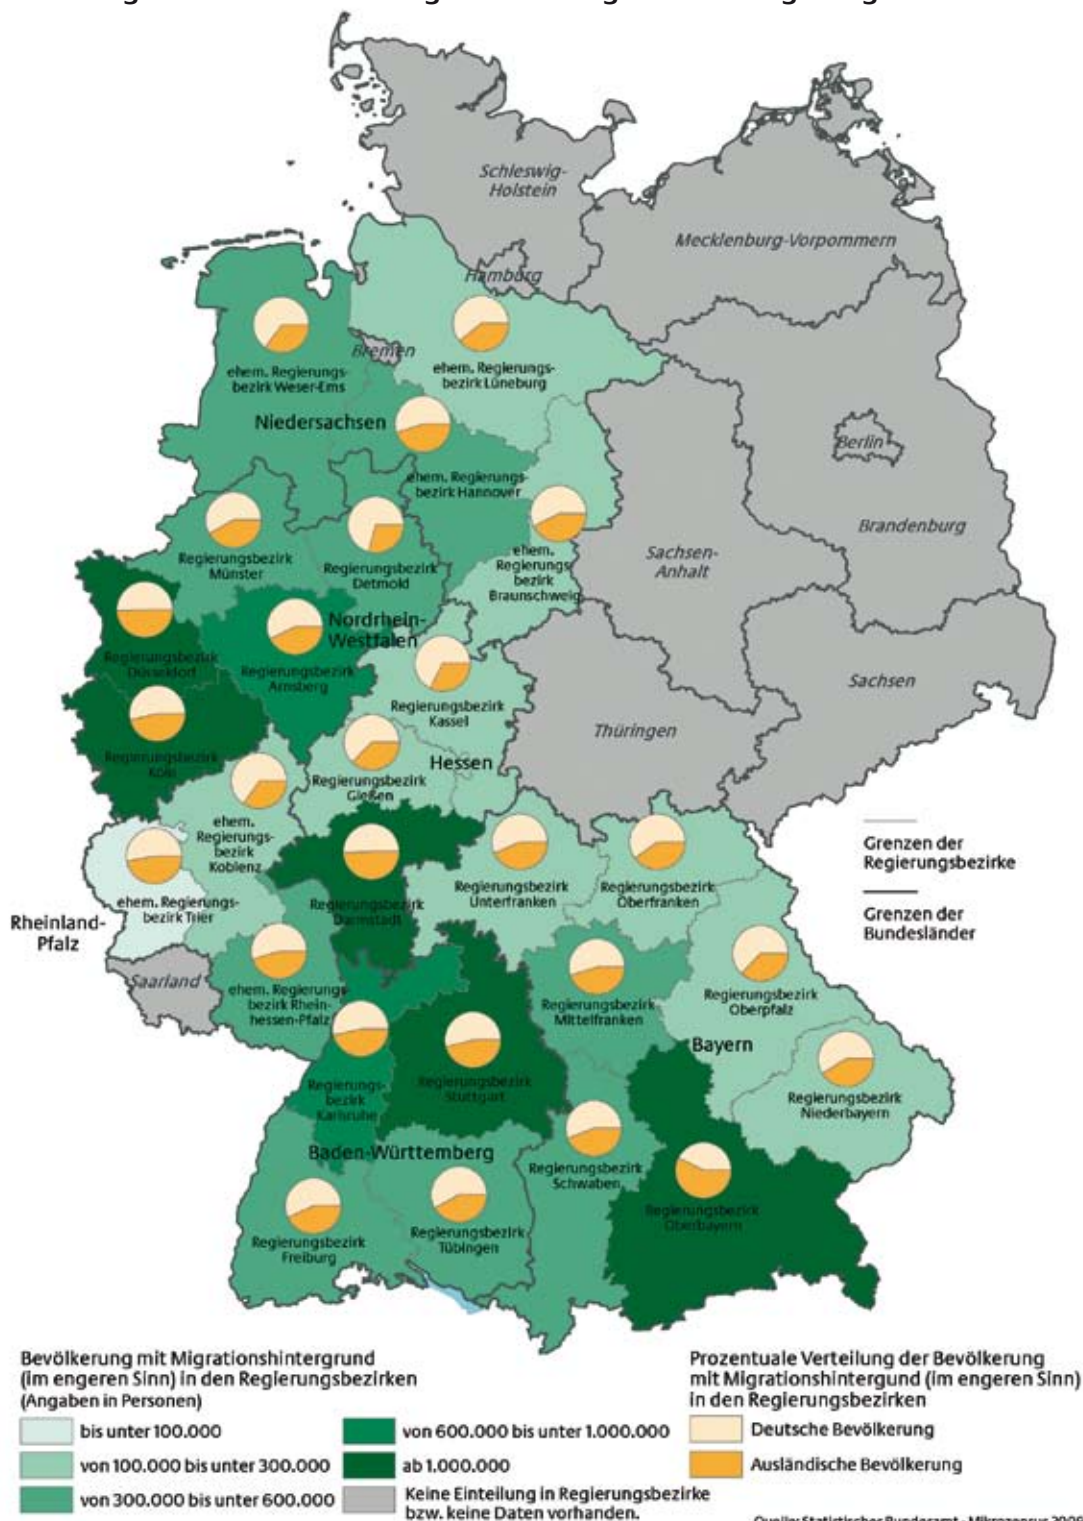 Schleswig-
Holstein
Mecklenburg-Vorpommern
Hamburg
Bremen
ehem. Regierungs-
bezirk Weser-Ems
ehem. Regierungs-
bezirk Lüneburg
Niedersachsen
Berlin
ehem. Regierungs-
bezirk Hannover
Brandenburg
Regierungsbezirk
Münster
Regierungsbezirk
Detmold
ehem.
Regierungs-
bezirk
Braunschweig
Sachsen-
Anhalt
Nordrhein-
Westfalen
Regierungsbezirk
Düsseldorf
Regierungsbezirk
Arnsberg
Sachsen
Regierungsbezirk
Kassel
Thüringen
Regierungsbezirk
Köln
Hessen
Regierungsbezirk
Gießen
ehem.
Regierungs-
bezirk
Koblenz
Grenzen der
Regierungsbezirke
Regierungsbezirk
Unterfranken
Regierungsbezirk
Oberfranken
ehem. Regierungs-
bezirk Trier
Regierungsbezirk
Darmstadt
Rheinland-
Pfalz
Grenzen der
Bundesländer
Saarland
ehem. Regierungs-
bezirk Rhein-
hessen-Pfalz
Regierungsbezirk
Mittelfranken
Regierungsbezirk
Oberpfalz
Bayern
Regierungs-
bezirk
Karlsruhe
Regierungsbezirk
Stuttgart
Regierungsbezirk
Niederbayern
Baden-Württemberg
Regierungsbezirk
Schwaben
Regierungsbezirk
Oberbayern
Regierungsbezirk
Freiburg
Regierungsbezirk
Tübingen
Bevölkerung mit Migrationshintergrund
(im engeren Sinn) in den Regierungsbezirken
(Angaben in Personen)
bis unter 100.000
von 100.000 bis unter 300.000
von 300.000 bis unter 600.000
von 600.000 bis unter 1.000.000
ab 1.000.000
Keine Einteilung in Regierungsbezirke
bzw. keine Daten vorhanden.
Prozentuale Verteilung der Bevölkerung
mit Migrationshintergund (im engeren Sinn)
in den Regierungsbezirken
Deutsche Bevölkerung
Ausländische Bevölkerung
Quelle: Statistisches Bundesamt - Mikrozensus